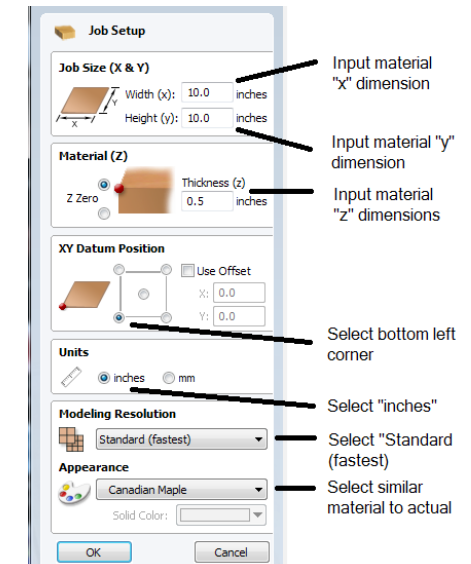 Job Setup
Job Size (X & Y)
Width (x): 10.0 inches
Y
Height (y): 10.0 inches
X
Material (Z)
Thickness (z)
Z Zero
0.5 inches
XY Datum Position
Use Offset
X: 0.0
Y: 0.0
Units
inches mm
Modeling Resolution
Standard (fastest)
Appearance
Canadian Maple
Solid Color:
OK Cancel
Input material
"x" dimension
Input material "y"
dimension
Input material
"z" dimensions
Select bottom left
corner
Select "inches"
Select "Standard
(fastest)
Select similar
material to actual